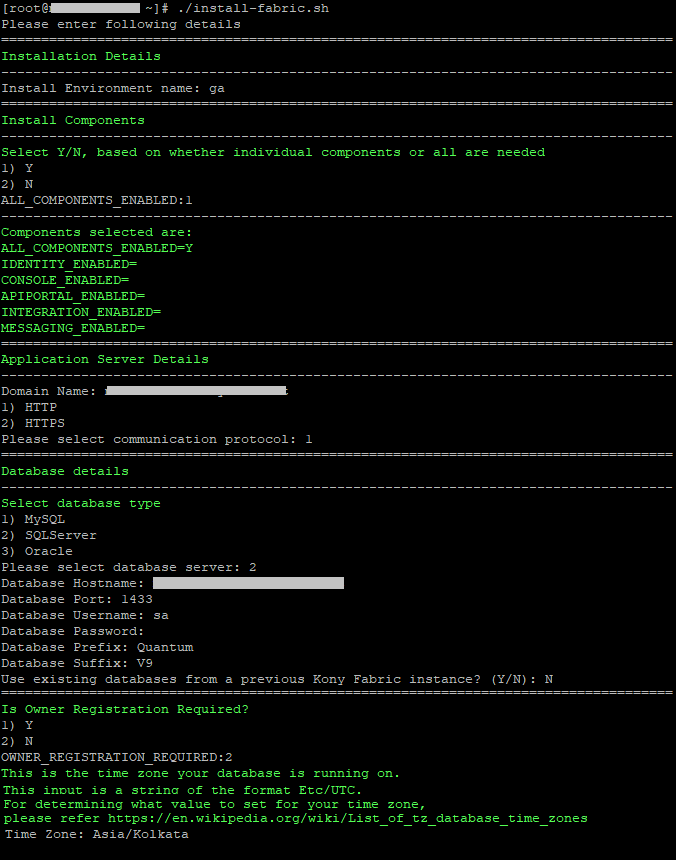 [root@ ~]# ./install-fabric.sh
Please enter following details
================================================================================
Installation Details
--------------------------------------------------------------------------------
Install Environment name: ga
================================================================================
Install Components
--------------------------------------------------------------------------------
Select Y/N, based on whether individual components or all are needed
1) Y
2) N
ALL_COMPONENTS_ENABLED:1
--------------------------------------------------------------------------------
Components selected are:
ALL_COMPONENTS_ENABLED=Y
IDENTITY_ENABLED=
CONSOLE_ENABLED=
APIPORTAL_ENABLED=
INTEGRATION_ENABLED=
MESSAGING_ENABLED=
================================================================================
Application Server Details
--------------------------------------------------------------------------------
Domain Name:
1) HTTP
2) HTTPS
Please select communication protocol: 1
================================================================================
Database details
--------------------------------------------------------------------------------
Select database type
1) MySQL
2) SQLServer
3) Oracle
Please select database server: 2
Database Hostname:
Database Port: 1433
Database Username: sa
Database Password:
Database Prefix: Quantum
Database Suffix: V9
Use existing databases from a previous Kony Fabric instance? (Y/N): N
================================================================================
Is Owner Registration Required?
1) Y
2) N
OWNER_REGISTRATION_REQUIRED:2
This is the time zone your database is running on.
This input is a string of the format Etc/UTC.
For determining what value to set for your time zone,
please refer https://en.wikipedia.org/wiki/List_of_tz_database_time_zones
Time Zone: Asia/Kolkata